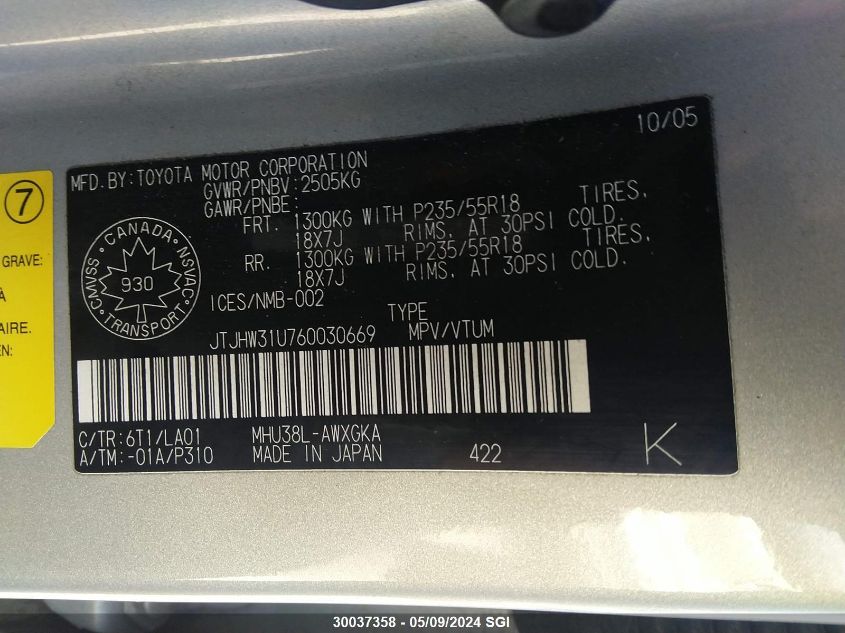 10/05
MFD.BY:TOYOTA MOTOR CORPORATION
GVWR/PNBV:2505KG
GAWR/PNBE:
FRT. 1300KG WITH P235/55R18 TIRES.
18X7J RIMS. AT 30PSI COLD.
RR. 1300KG WITH P235/55R18 TIRES.
18X7J RIMS. AT 30PSI COLD.
CANADA
CMVSS
NSVAC
930
TRANSPORT
ICES/NMB-002
TYPE
JTJHW31U760030669 MPV/VTUM
C/TR:6T1/LA01 MHU38L-AWXGKA
A/TM:-01A/P310 MADE IN JAPAN 422
K
7
GRAVE:
À
AIRE.
EN:
30037358 - 05/09/2024 SGI